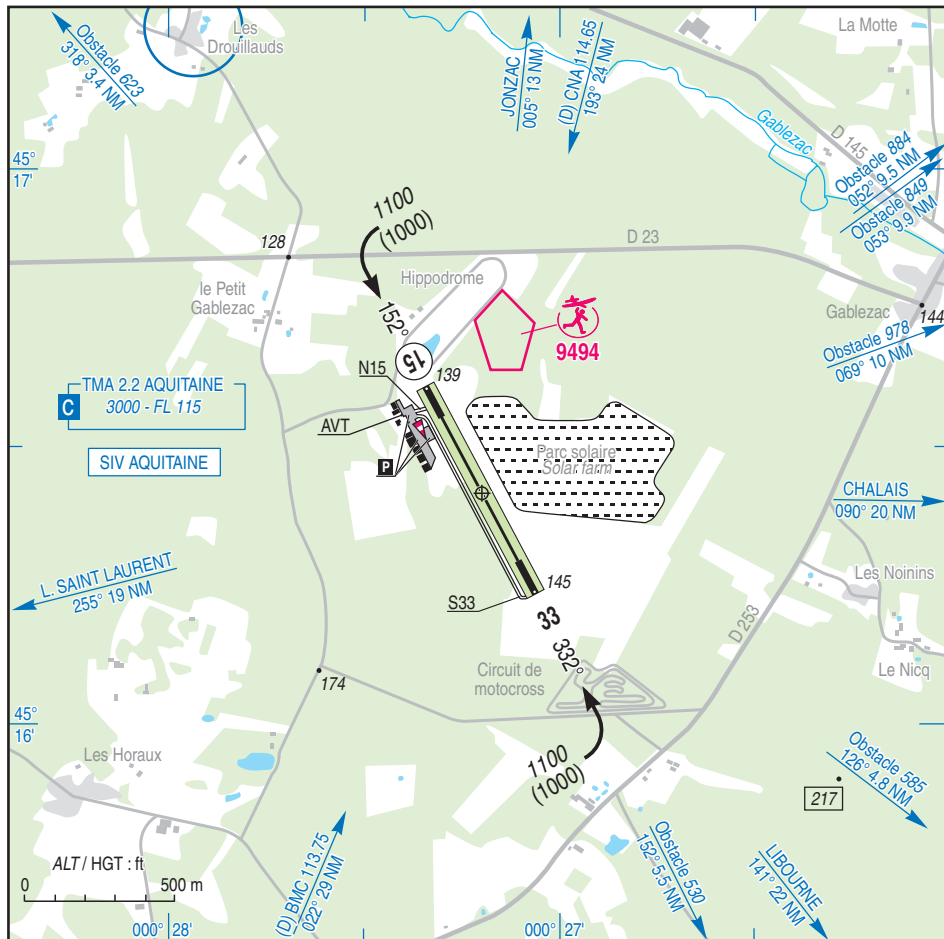 Les
Drouillauds
La Motte
Obstacle 623
318° 3.4 NM
JONZAC
005° 13 NM
(D) CNA 114.65
193° 24 NM
Gablezac
D 145
45°
17'
Obstacle 884
052° 9.5 NM
Obstacle 849
053° 9.9 NM
1100
(1000)
128
D 23
Hippodrome
le Petit
Gablezac
152°
Gablezac
144
9494
Obstacle 978
069° 10 NM
15
N15
139
TMA 2.2 AQUITAINE
C
3000 - FL 115
AVT
SIV AQUITAINE
P
Parc solaire
Solar farm
CHALAIS
090° 20 NM
L. SAINT LAURENT
255° 19 NM
S33
145
33
332°
Les Noinins
D 253
Le Nicq
Circuit de
motocross
174
45°
16'
Les Horaux
1100
(1000)
Obstacle 585
126° 4.8 NM
217
ALT / HGT : ft
0 500 m
(D) BMC 113.75
022° 29 NM
Obstacle 530
152° 5.5 NM
LIBOURNE
141° 22 NM
000° 28'
000° 27'